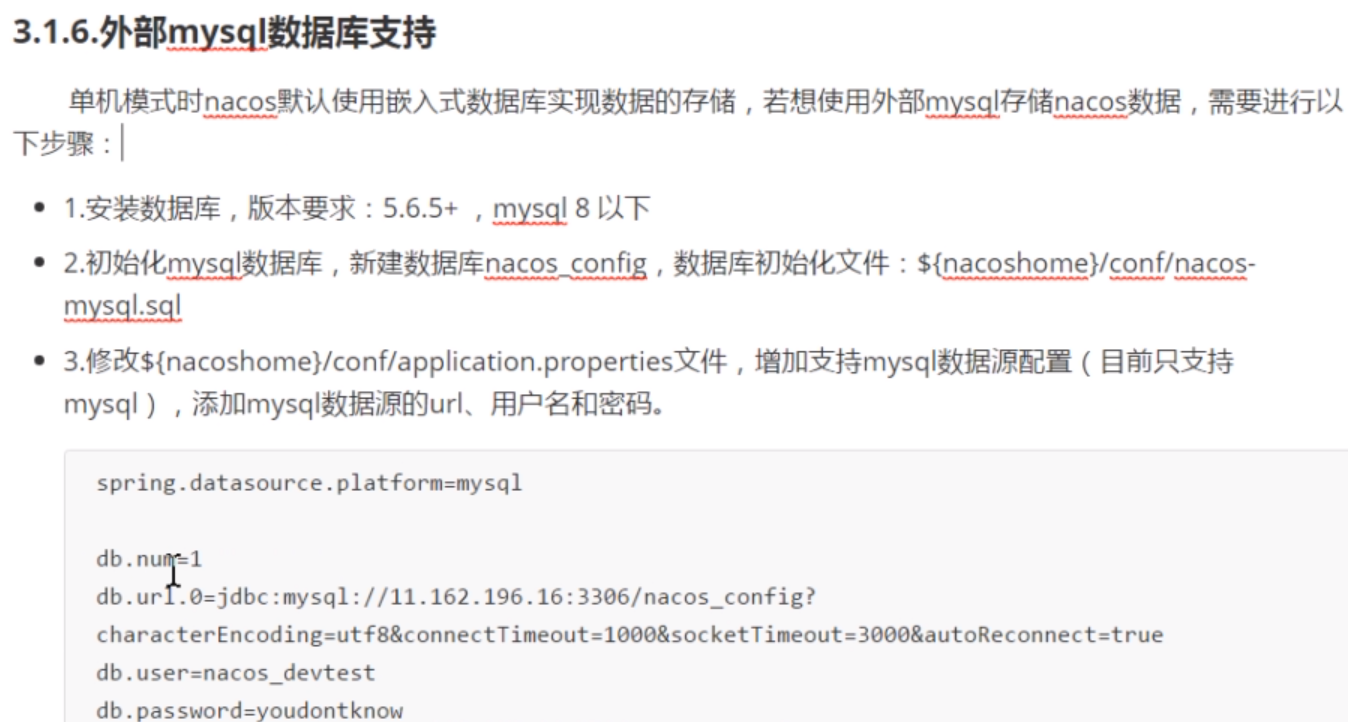 3.1.6.外部mysql数据库支持
单机模式时nacos默认使用嵌入式数据库实现数据的存储，若想使用外部mysql存储nacos数据，需要进行以
下步骤：
1.安装数据库，版本要求：5.6.5+ ，mysql 8 以下
2.初始化mysql数据库，新建数据库nacos_config，数据库初始化文件：${nacoshome}/conf/nacos-
mysql.sql
3.修改${nacoshome}/conf/application.properties文件，增加支持mysql数据源配置（目前只支持
mysql），添加mysql数据源的url、用户名和密码。
spring.datasource.platform=mysql
db.num=1
db.url.0=jdbc:mysql://11.162.196.16:3306/nacos_config?
characterEncoding=utf8&connectTimeout=1000&socketTimeout=3000&autoReconnect=true
db.user=nacos_devtest
db.password=youdontknow